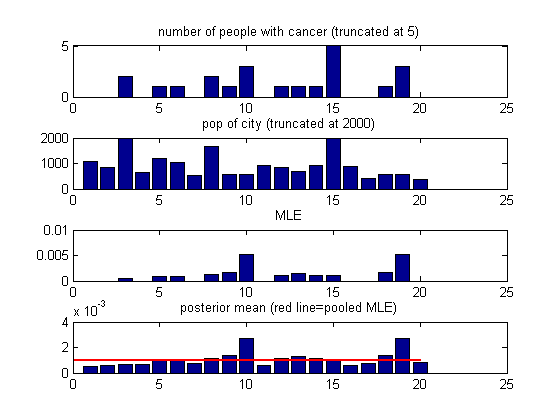 number of people with cancer (truncated at 5)
5
0
0 5 10 15 20 25
pop of city (truncated at 2000)
2000
1000
0
0 5 10 15 20 25
MLE
0.01
0.005
0
0 5 10 15 20 25
x 10^-3 posterior mean (red line=pooled MLE)
4
2
0
0 5 10 15 20 25